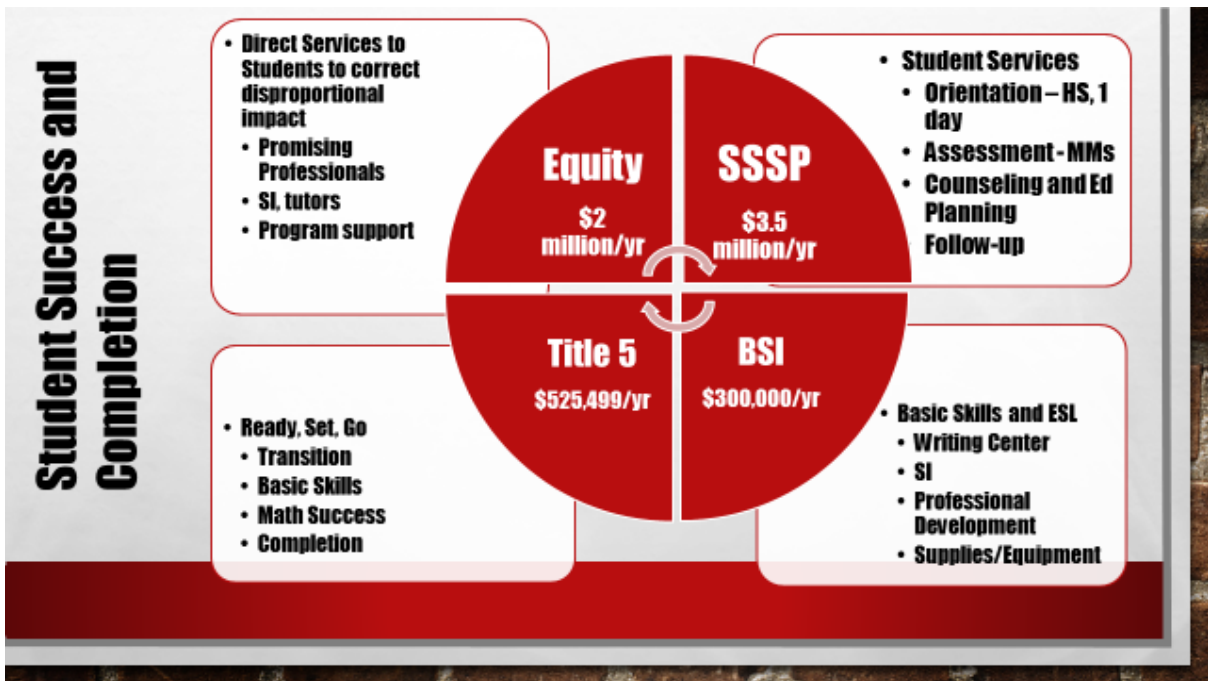 Student Success and
Completion
• Direct Services to
Students to correct
disproportional
impact
• Promising
Professionals
• SI, tutors
• Program support
Equity
$2
million/yr
SSSP
$3.5
million/yr
• Student Services
• Orientation – HS, 1
day
• Assessment - MMs
• Counseling and Ed
Planning
• Follow-up
Title 5
$525,499/yr
BSI
$300,000/yr
• Ready, Set, Go
• Transition
• Basic Skills
• Math Success
• Completion
• Basic Skills and ESL
• Writing Center
• SI
• Professional
Development
• Supplies/Equipment